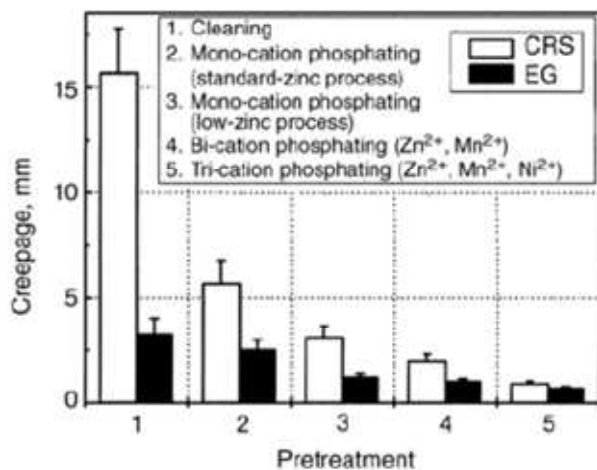 1. Cleaning
2. Mono-cation phosphating
(standard-zinc process)
3. Mono-cation phosphating
(low-zinc process)
4. Bi-cation phosphating (Zn²⁺, Mn²⁺)
5. Tri-cation phosphating (Zn²⁺, Mn²⁺, Ni²⁺)
CRS
EG
Creepage, mm
15
10
5
0
1 2 3 4 5
Pretreatment